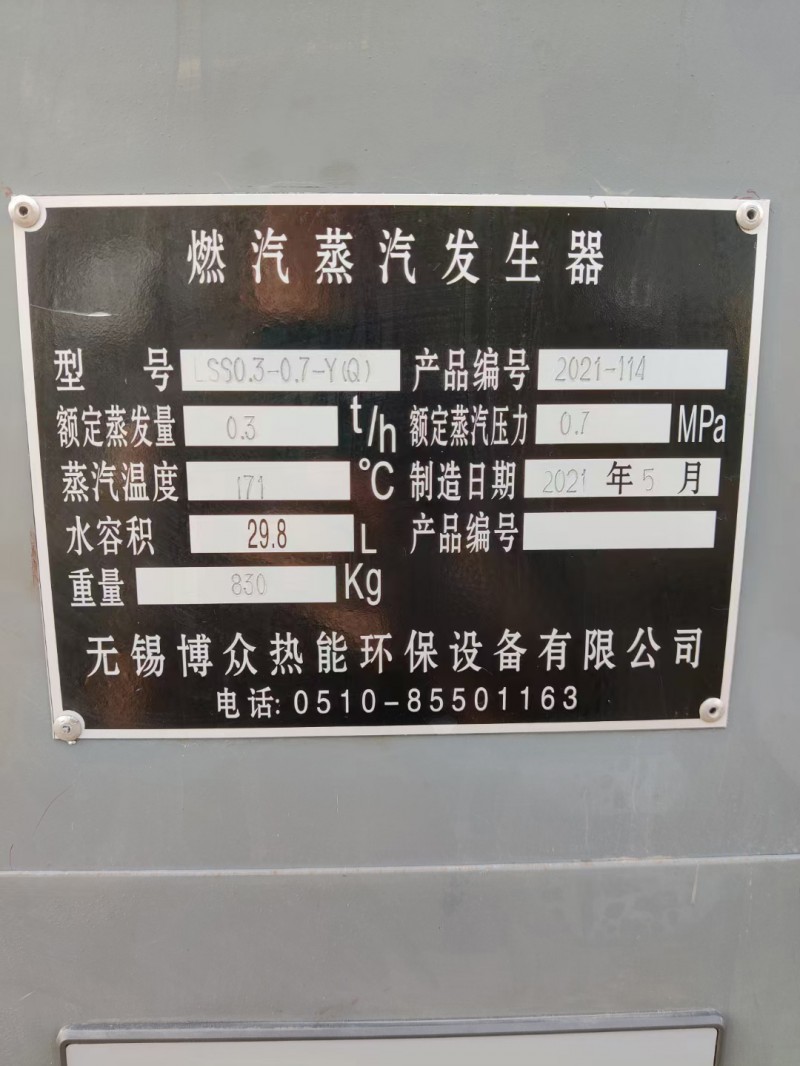 燃汽蒸汽发生器
型号 LSS0.3-0.7-Y(Q) 产品编号 2021-114
额定蒸发量 0.3 t/h 额定蒸汽压力 0.7 MPa
蒸汽温度 171 ℃ 制造日期 2021 年 5 月
水容积 29.8 L 产品编号
重量 830 Kg
无锡博众热能环保设备有限公司
电话: 0510-85501163